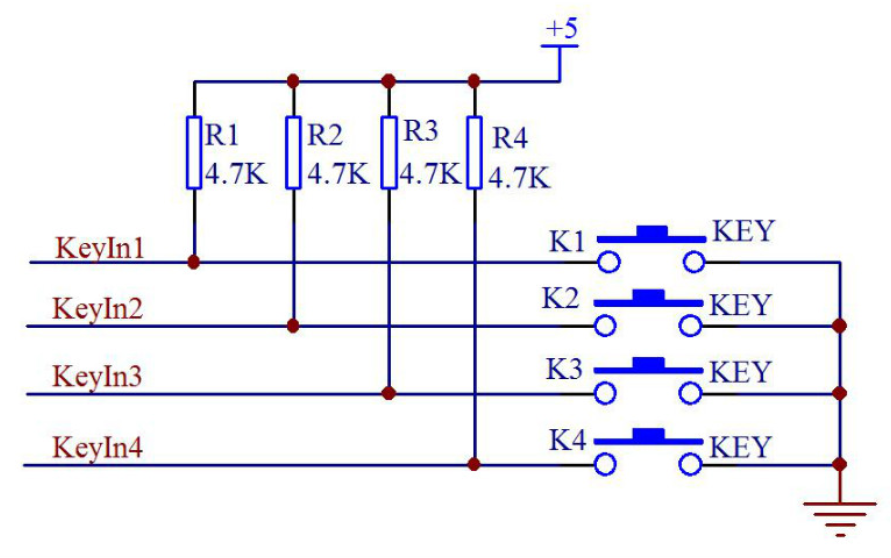 +5
R1
4.7K
R2
4.7K
R3
4.7K
R4
4.7K
KeyIn1
K1
KEY
KeyIn2
K2
KEY
KeyIn3
K3
KEY
KeyIn4
K4
KEY